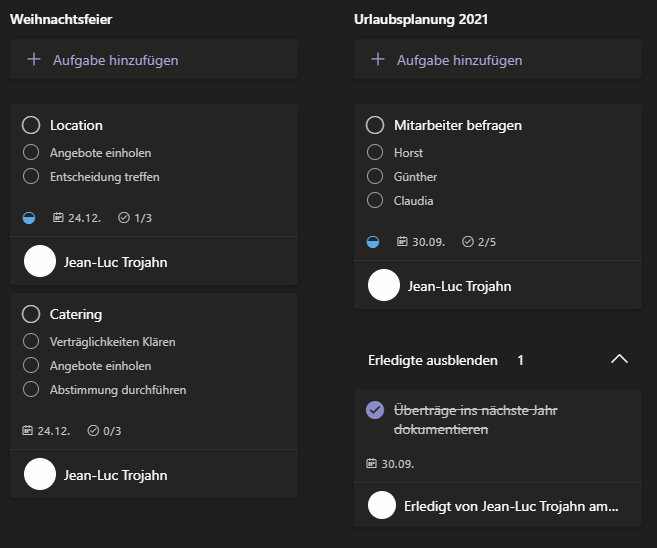 Weihnachtsfeier
Aufgabe hinzufügen
Location
Angebote einholen
Entscheidung treffen
24.12. 1/3
Jean-Luc Trojahn
Catering
Verträglichkeiten Klären
Angebote einholen
Abstimmung durchführen
24.12. 0/3
Jean-Luc Trojahn
Urlaubsplanung 2021
Aufgabe hinzufügen
Mitarbeiter befragen
Horst
Günther
Claudia
30.09. 2/5
Jean-Luc Trojahn
Erledigte ausblenden 1
Überträge ins nächste Jahr
dokumentieren
30.09.
Erledigt von Jean-Luc Trojahn am...